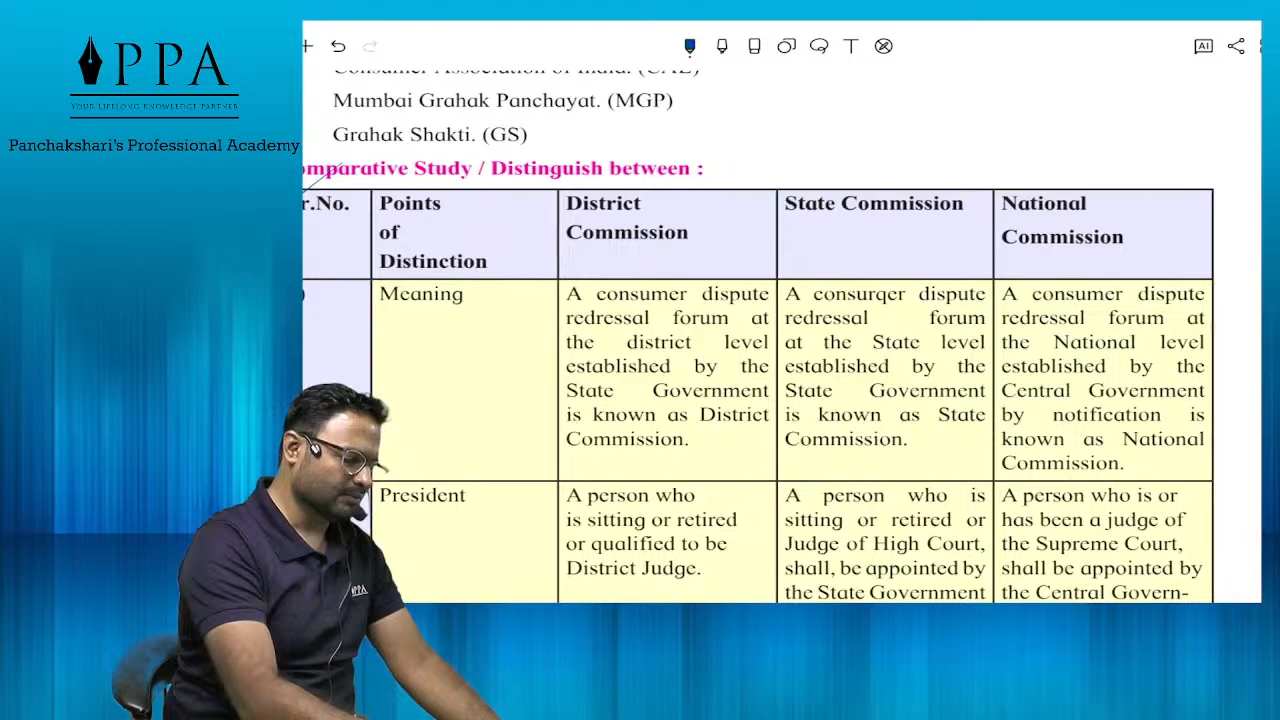 PPA
YOUR LIFELONG KNOWLEDGE PARTNER
Panchakshari's Professional Academy
AI
T
Consumer Association of India. (CAI)
Mumbai Grahak Panchayat. (MGP)
Grahak Shakti. (GS)
omparative Study / Distinguish between :
r.No.
Points
of
Distinction
District
Commission
State Commission
National
Commission
)
Meaning
A consumer dispute
redressal forum at
the district level
established by the
State Government
is known as District
Commission.
A consurqer dispute
redressal forum
at the State level
established by the
State Government
is known as State
Commission.
A consumer dispute
redressal forum at
the National level
established by the
Central Government
by notification is
known as National
Commission.
President
A person who
is sitting or retired
or qualified to be
District Judge.
A person who is
sitting or retired or
Judge of High Court,
shall, be appointed by
the State Government
A person who is or
has been a judge of
the Supreme Court,
shall be appointed by
the Central Govern-
PPA